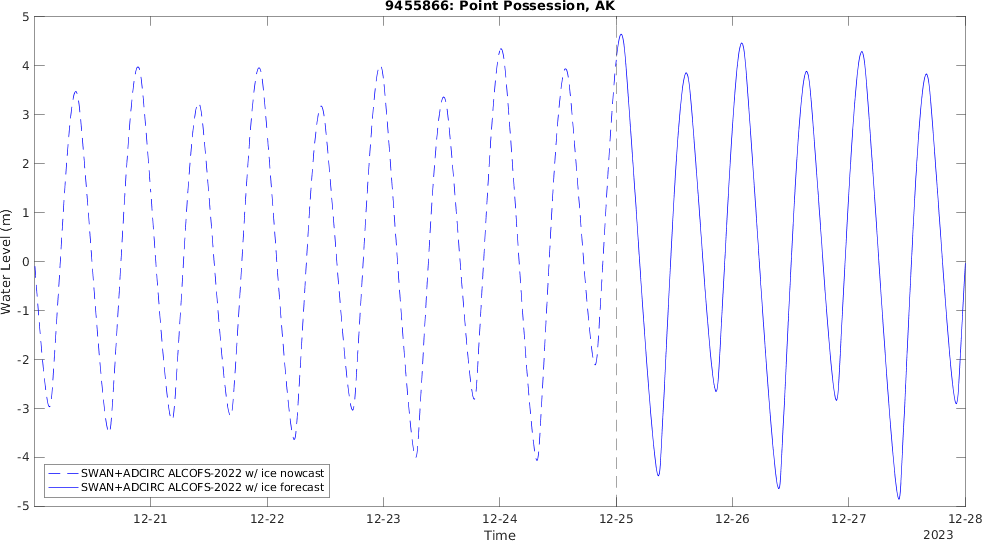 9455866: Point Possession, AK
Water Level (m)
5
4
3
2
1
0
-1
-2
-3
-4
-5
SWAN+ADCIRC ALCOFS-2022 w/ ice nowcast
SWAN+ADCIRC ALCOFS-2022 w/ ice forecast
12-21 12-22 12-23 12-24 12-25 12-26 12-27 12-28
Time
2023